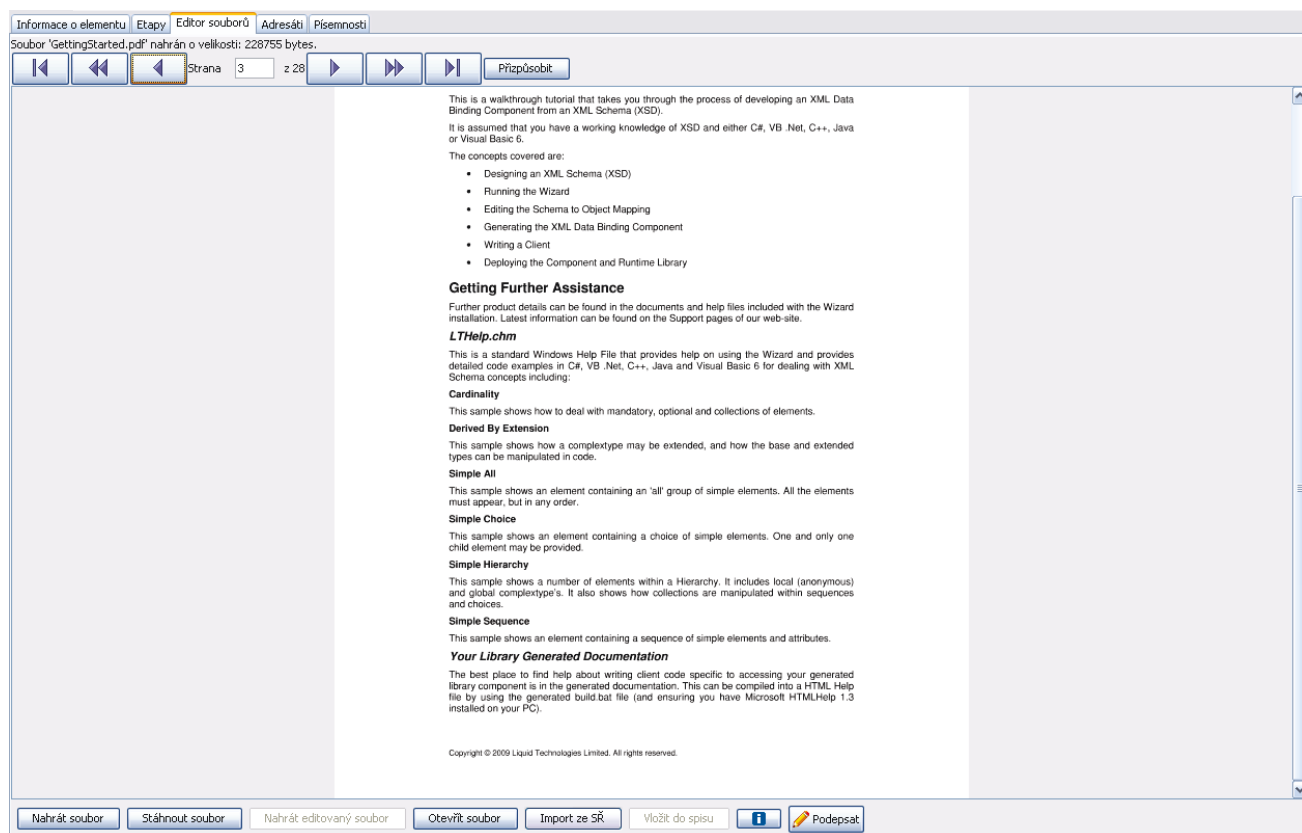 Informace o elementu Etapy Editor souborů Adresáti Písemnosti
Soubor 'GettingStarted.pdf' nahrán o velikosti: 228755 bytes.
Strana 3 z 28 Přizpůsobit
This is a walkthrough tutorial that takes you through the process of developing an XML Data
Binding Component from an XML Schema (XSD).
It is assumed that you have a working knowledge of XSD and either C#, VB .Net, C++, Java
or Visual Basic 6.
The concepts covered are:
• Designing an XML Schema (XSD)
• Running the Wizard
• Editing the Schema to Object Mapping
• Generating the XML Data Binding Component
• Writing a Client
• Deploying the Component and Runtime Library
Getting Further Assistance
Further product details can be found in the documents and help files included with the Wizard
installation. Latest information can be found on the Support pages of our web-site.
LTHelp.chm
This is a standard Windows Help File that provides help on using the Wizard and provides
detailed code examples in C#, VB .Net, C++, Java and Visual Basic 6 for dealing with XML
Schema concepts including:
Cardinality
This sample shows how to deal with mandatory, optional and collections of elements.
Derived By Extension
This sample shows how a complextype may be extended, and how the base and extended
types can be manipulated in code.
Simple All
This sample shows an element containing an 'all' group of simple elements. All the elements
must appear, but in any order.
Simple Choice
This sample shows an element containing a choice of simple elements. One and only one
child element may be provided.
Simple Hierarchy
This sample shows a number of elements within a Hierarchy. It includes local (anonymous)
and global complextype's. It also shows how collections are manipulated within sequences
and choices.
Simple Sequence
This sample shows an element containing a sequence of simple elements and attributes.
Your Library Generated Documentation
The best place to find help about writing client code specific to accessing your generated
library component is in the generated documentation. This can be compiled into a HTML Help
file by using the generated build.bat file (and ensuring you have Microsoft HTMLHelp 1.3
installed on your PC).
Copyright © 2009 Liquid Technologies Limited. All rights reserved.
Nahrát soubor Stáhnout soubor Nahrát editovaný soubor Otevřít soubor Import ze SŘ Vložit do spisu i Podepsat